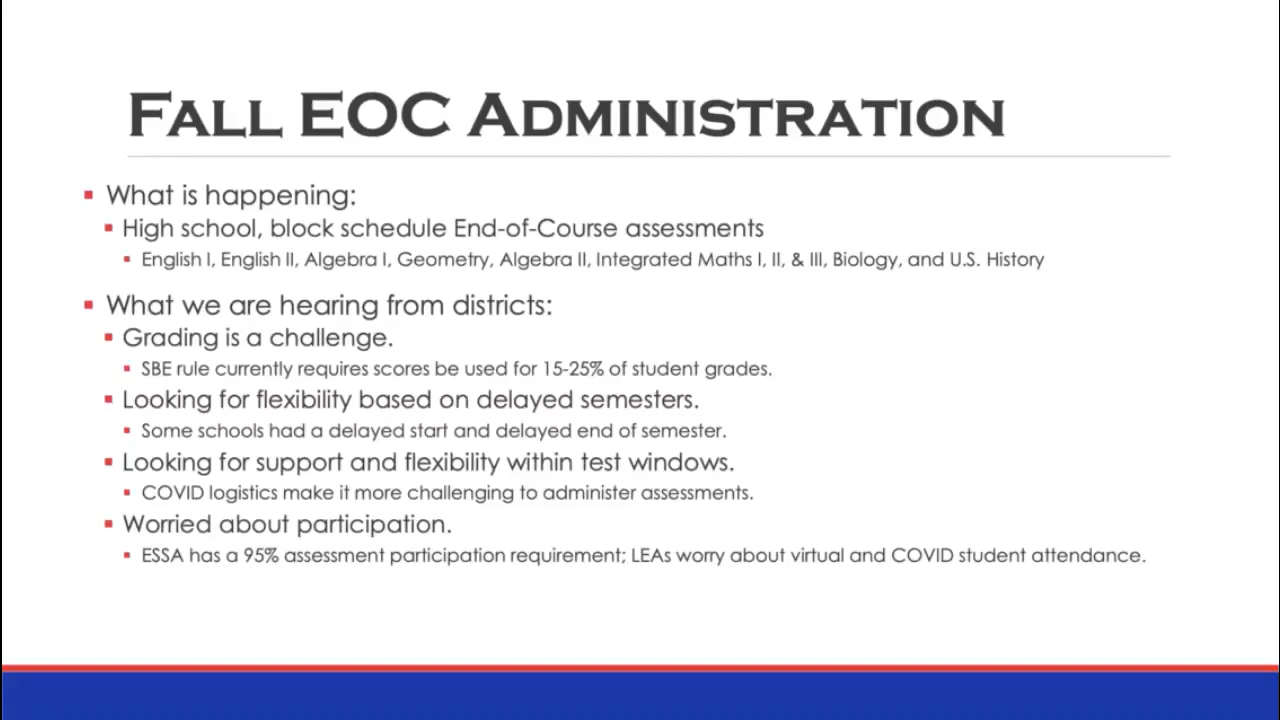 FALL EOC ADMINISTRATION
What is happening:
High school, block schedule End-of-Course assessments
English I, English II, Algebra I, Geometry, Algebra II, Integrated Maths I, II, & III, Biology, and U.S. History
What we are hearing from districts:
Grading is a challenge.
SBE rule currently requires scores be used for 15-25% of student grades.
Looking for flexibility based on delayed semesters.
Some schools had a delayed start and delayed end of semester.
Looking for support and flexibility within test windows.
COVID logistics make it more challenging to administer assessments.
Worried about participation.
ESSA has a 95% assessment participation requirement; LEAs worry about virtual and COVID student attendance.